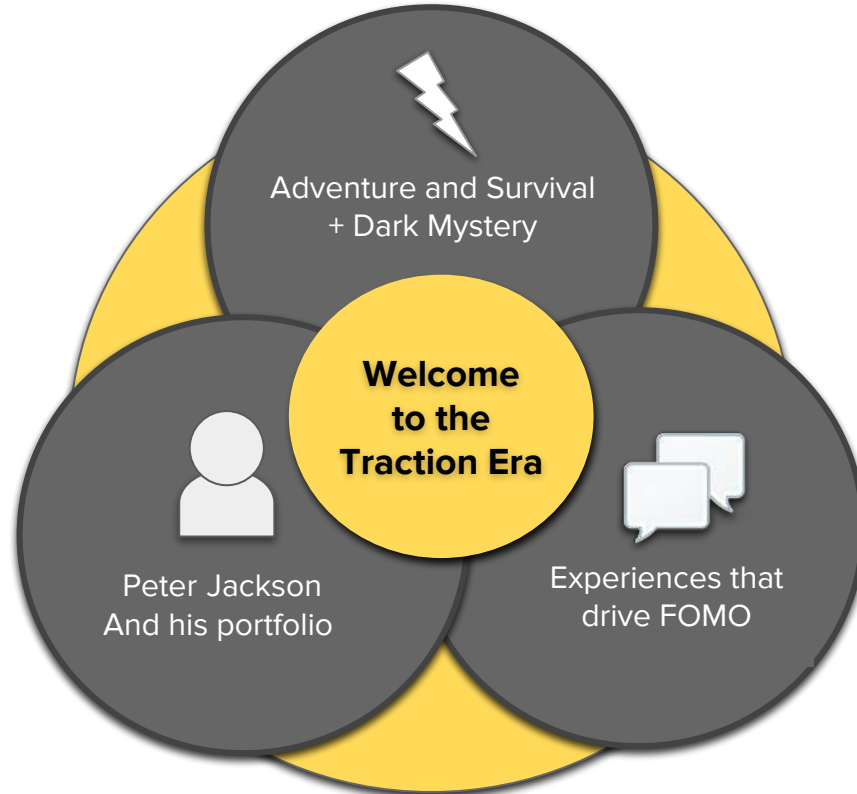 Adventure and Survival
+ Dark Mystery
Welcome
to the
Traction Era
Peter Jackson
And his portfolio
Experiences that
drive FOMO